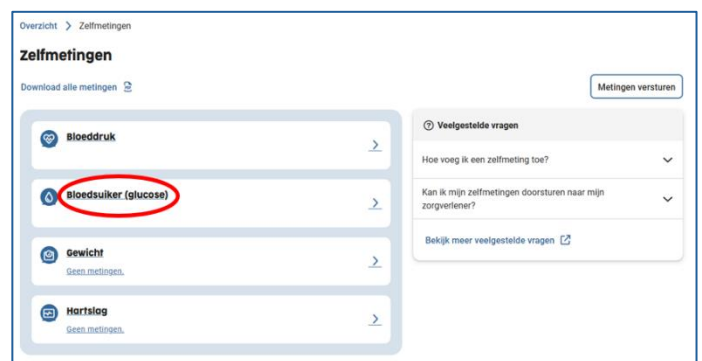 Overzicht > Zelfmetingen
Zelfmetingen
Download alle metingen
Metingen versturen
Bloeddruk
Bloedsuiker (glucose)
Gewicht
Geen metingen.
Hartslag
Geen metingen.
Veelgestelde vragen
Hoe voeg ik een zelfmeting toe?
Kan ik mijn zelfmetingen doorsturen naar mijn
zorgverlener?
Bekijk meer veelgestelde vragen